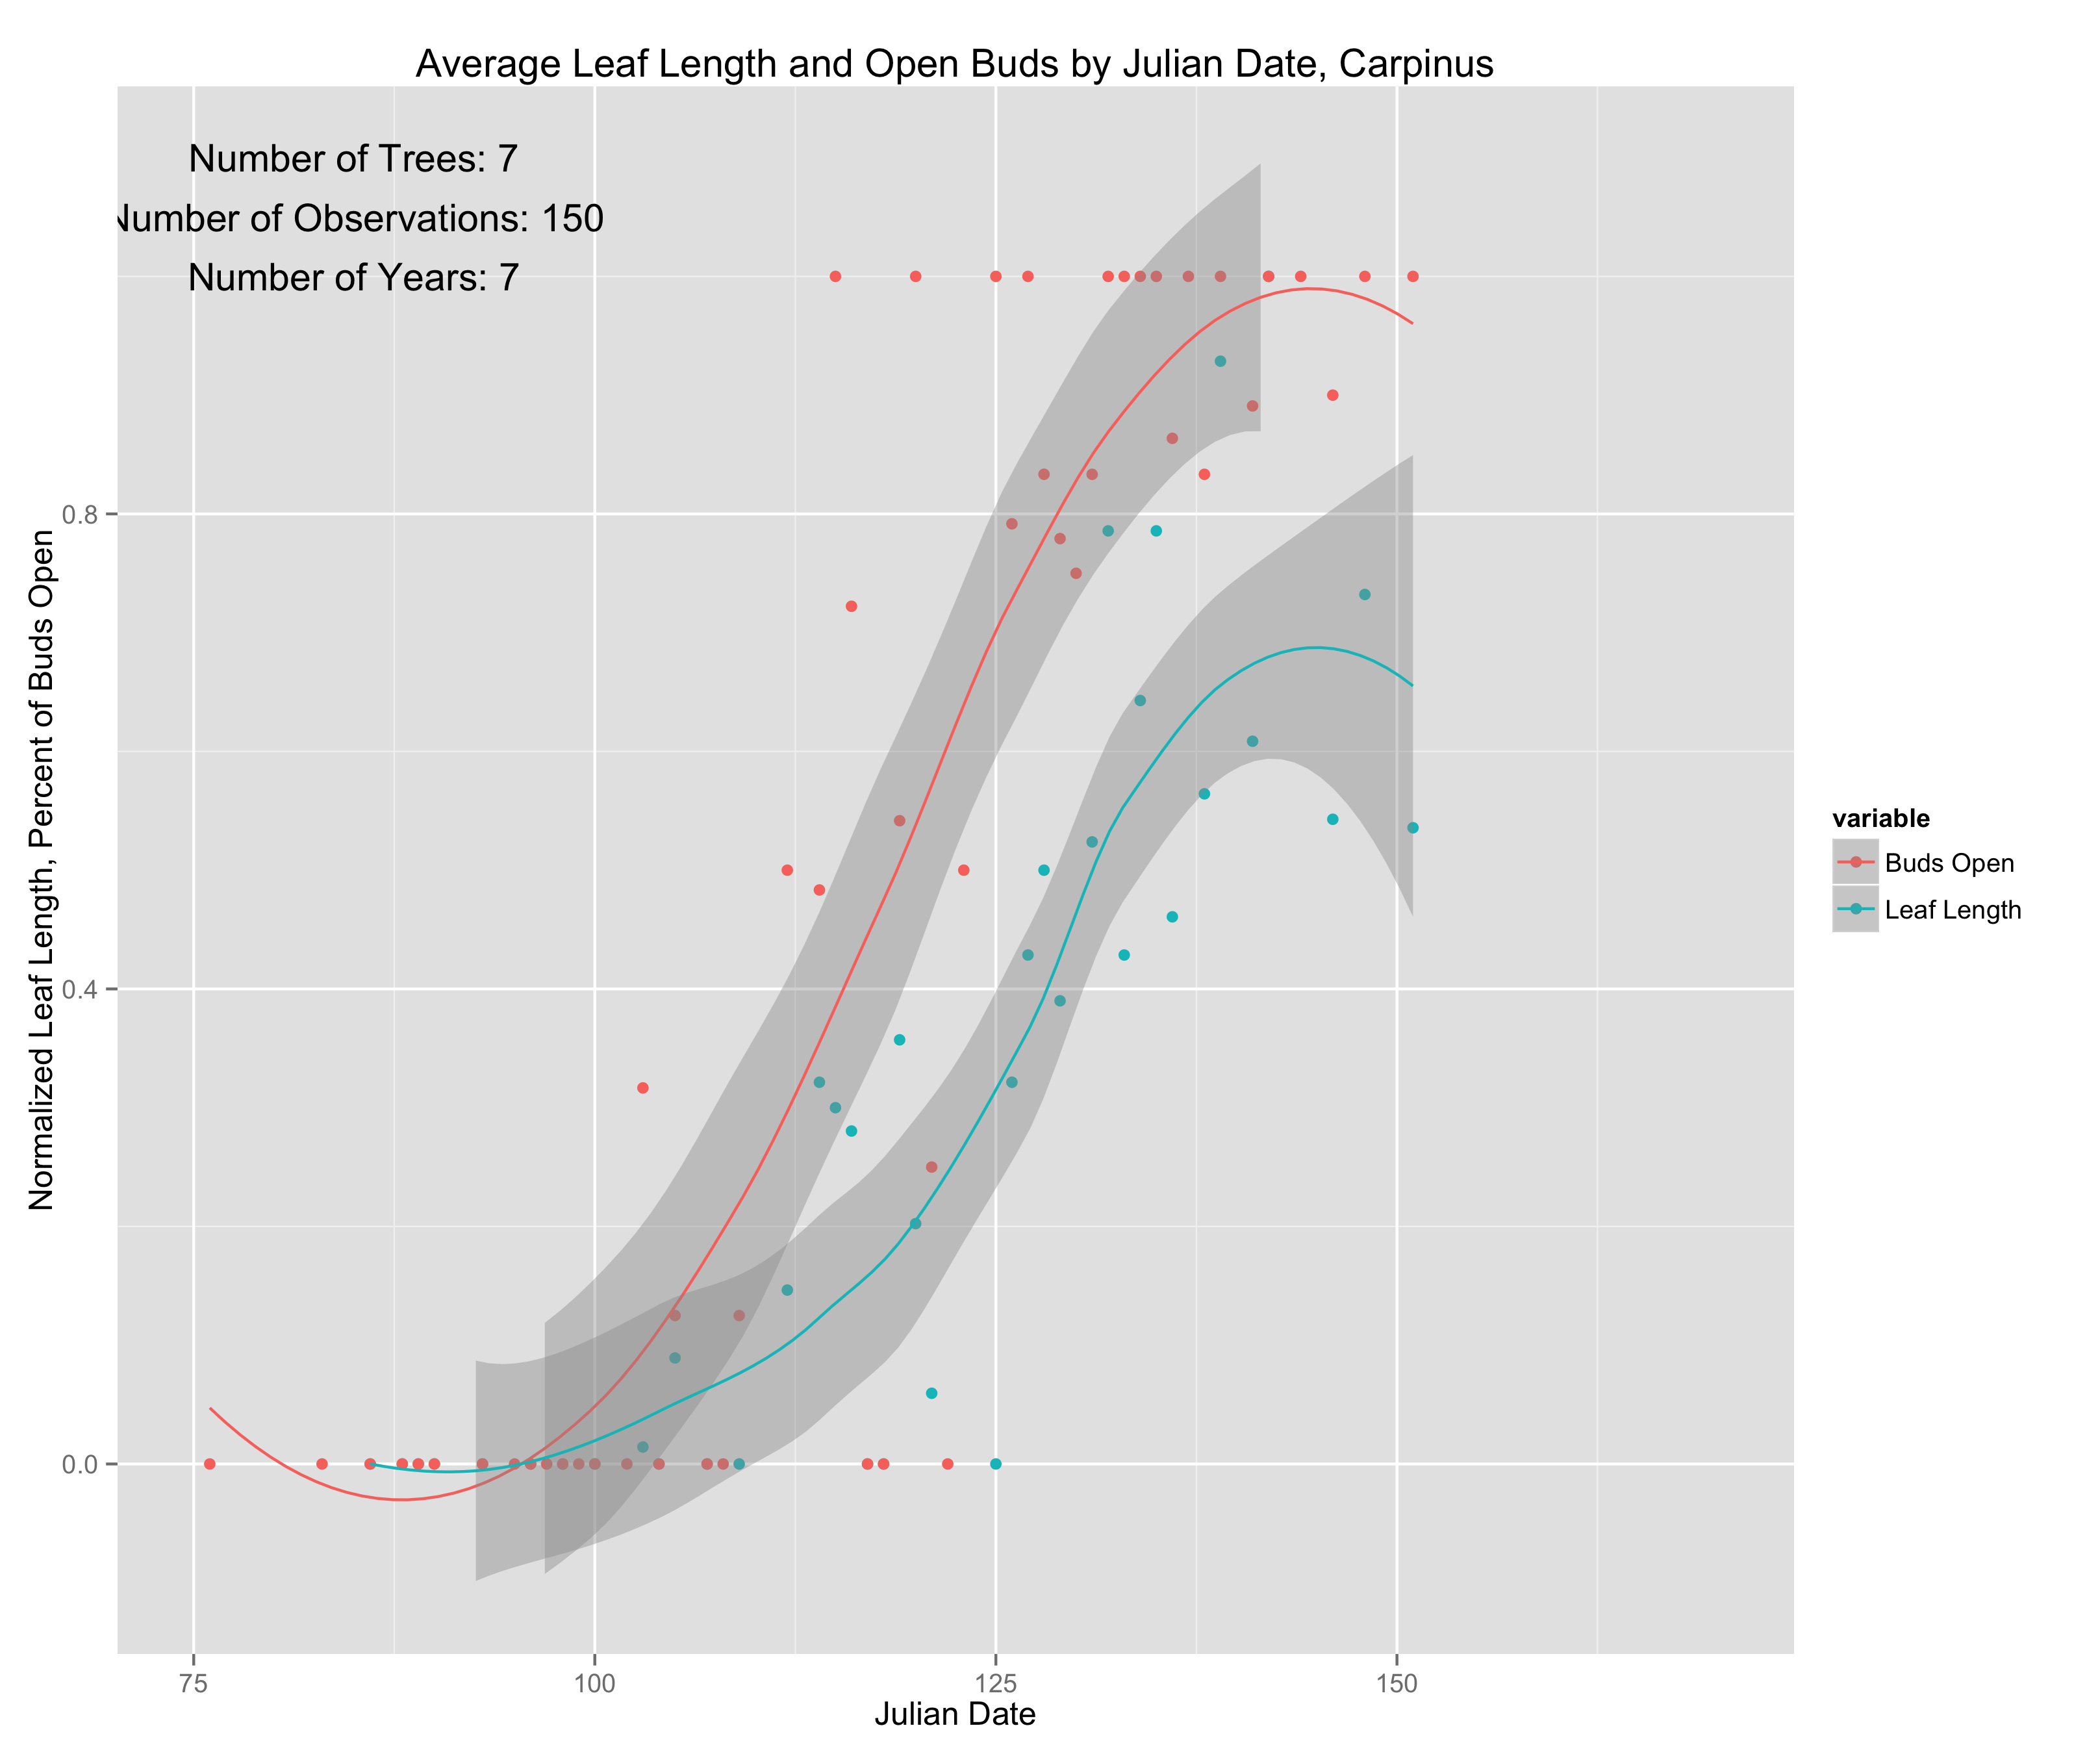 Average Leaf Length and Open Buds by Julian Date, Carpinus
Number of Trees: 7
Number of Observations: 150
Number of Years: 7
Normalized Leaf Length, Percent of Buds Open
0.8
0.4
0.0
75
100
125
150
Julian Date
variable
Buds Open
Leaf Length